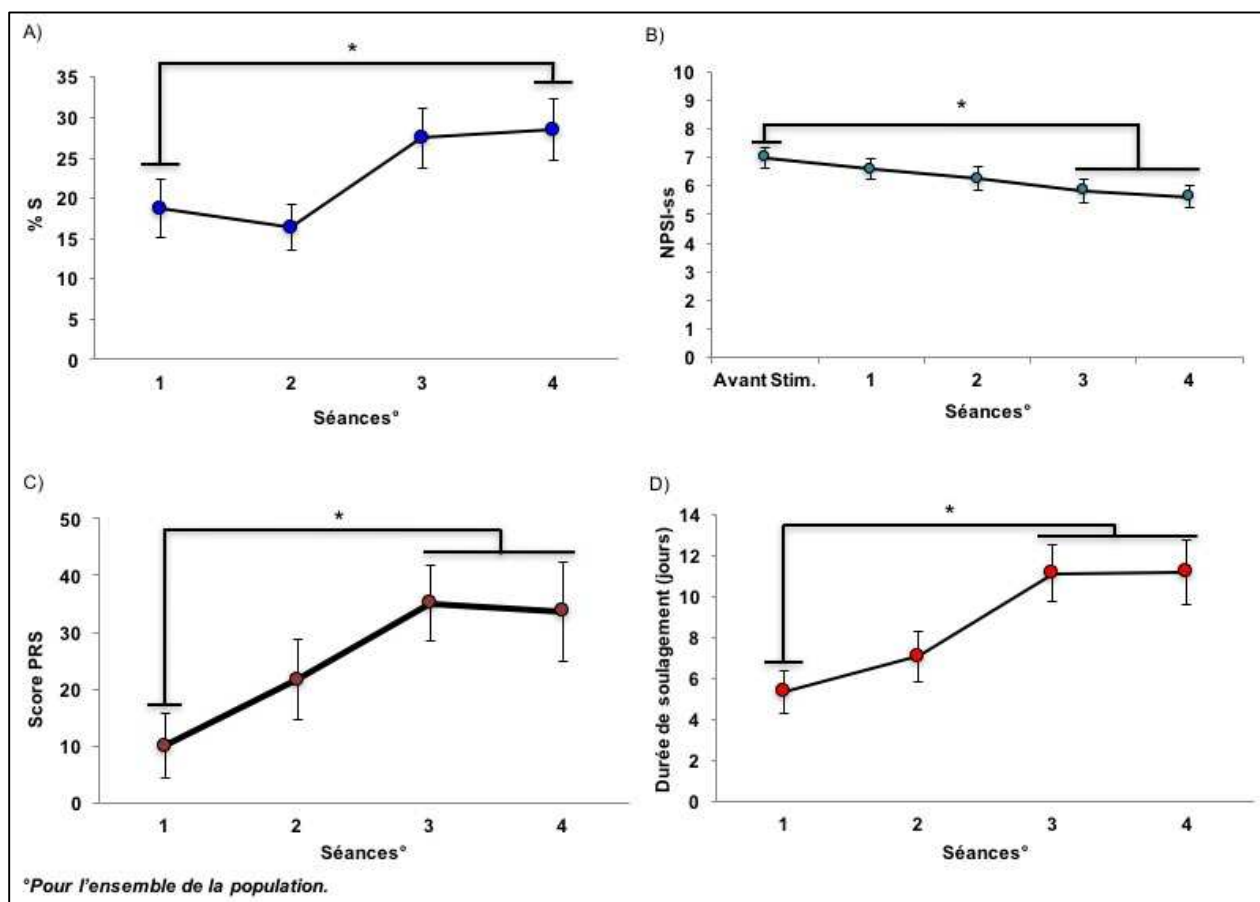 A)
*
35
30
25
20
15
10
5
0
% S
1 2 3 4
Séances°
B)
*
10
9
8
7
6
5
4
3
2
1
0
NPSI-ss
Avant Stim. 1 2 3 4
Séances°
C)
*
50
40
30
20
10
0
Score PRS
1 2 3 4
Séances°
D)
*
14
12
10
8
6
4
2
0
Durée de soulagement (jours)
1 2 3 4
Séances°
°Pour l'ensemble de la population.